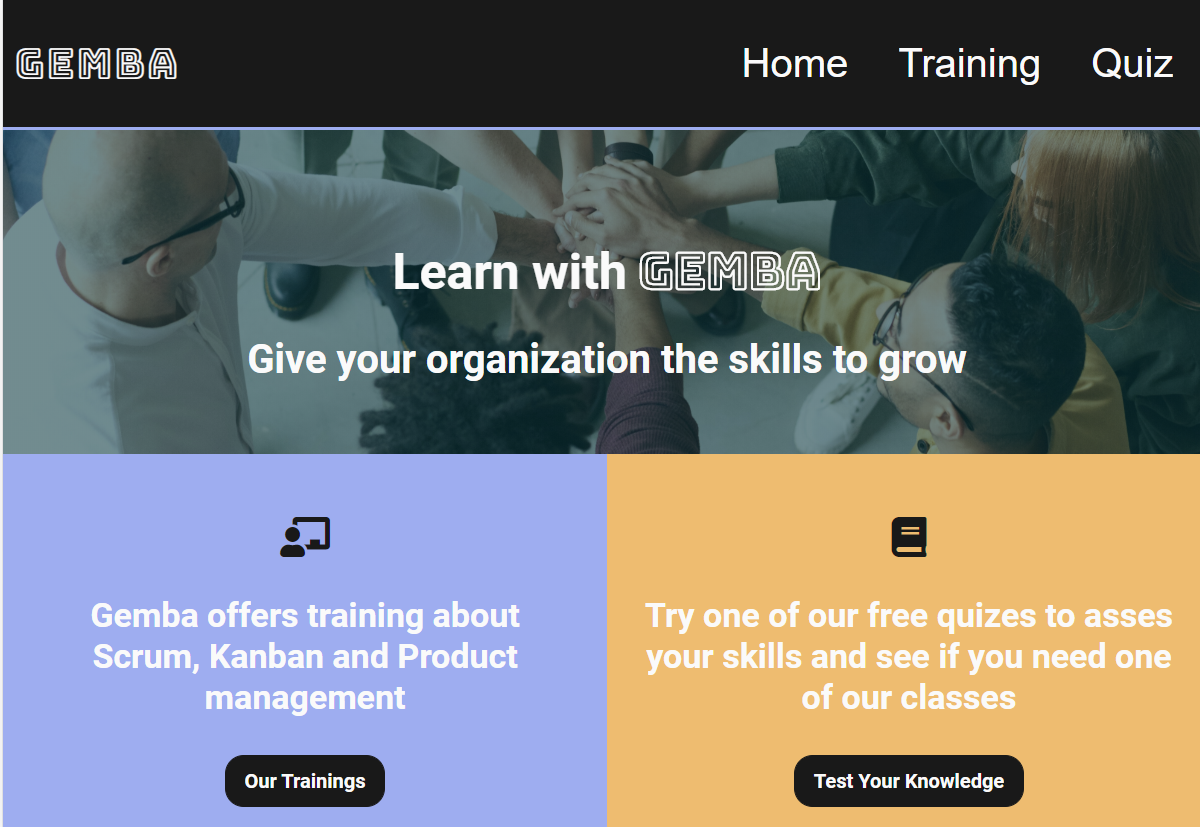 GEMBA
Home Training Quiz
Learn with GEMBA
Give your organization the skills to grow
Gemba offers training about
Scrum, Kanban and Product
management
Our Trainings
Try one of our free quizes to asses
your skills and see if you need one
of our classes
Test Your Knowledge